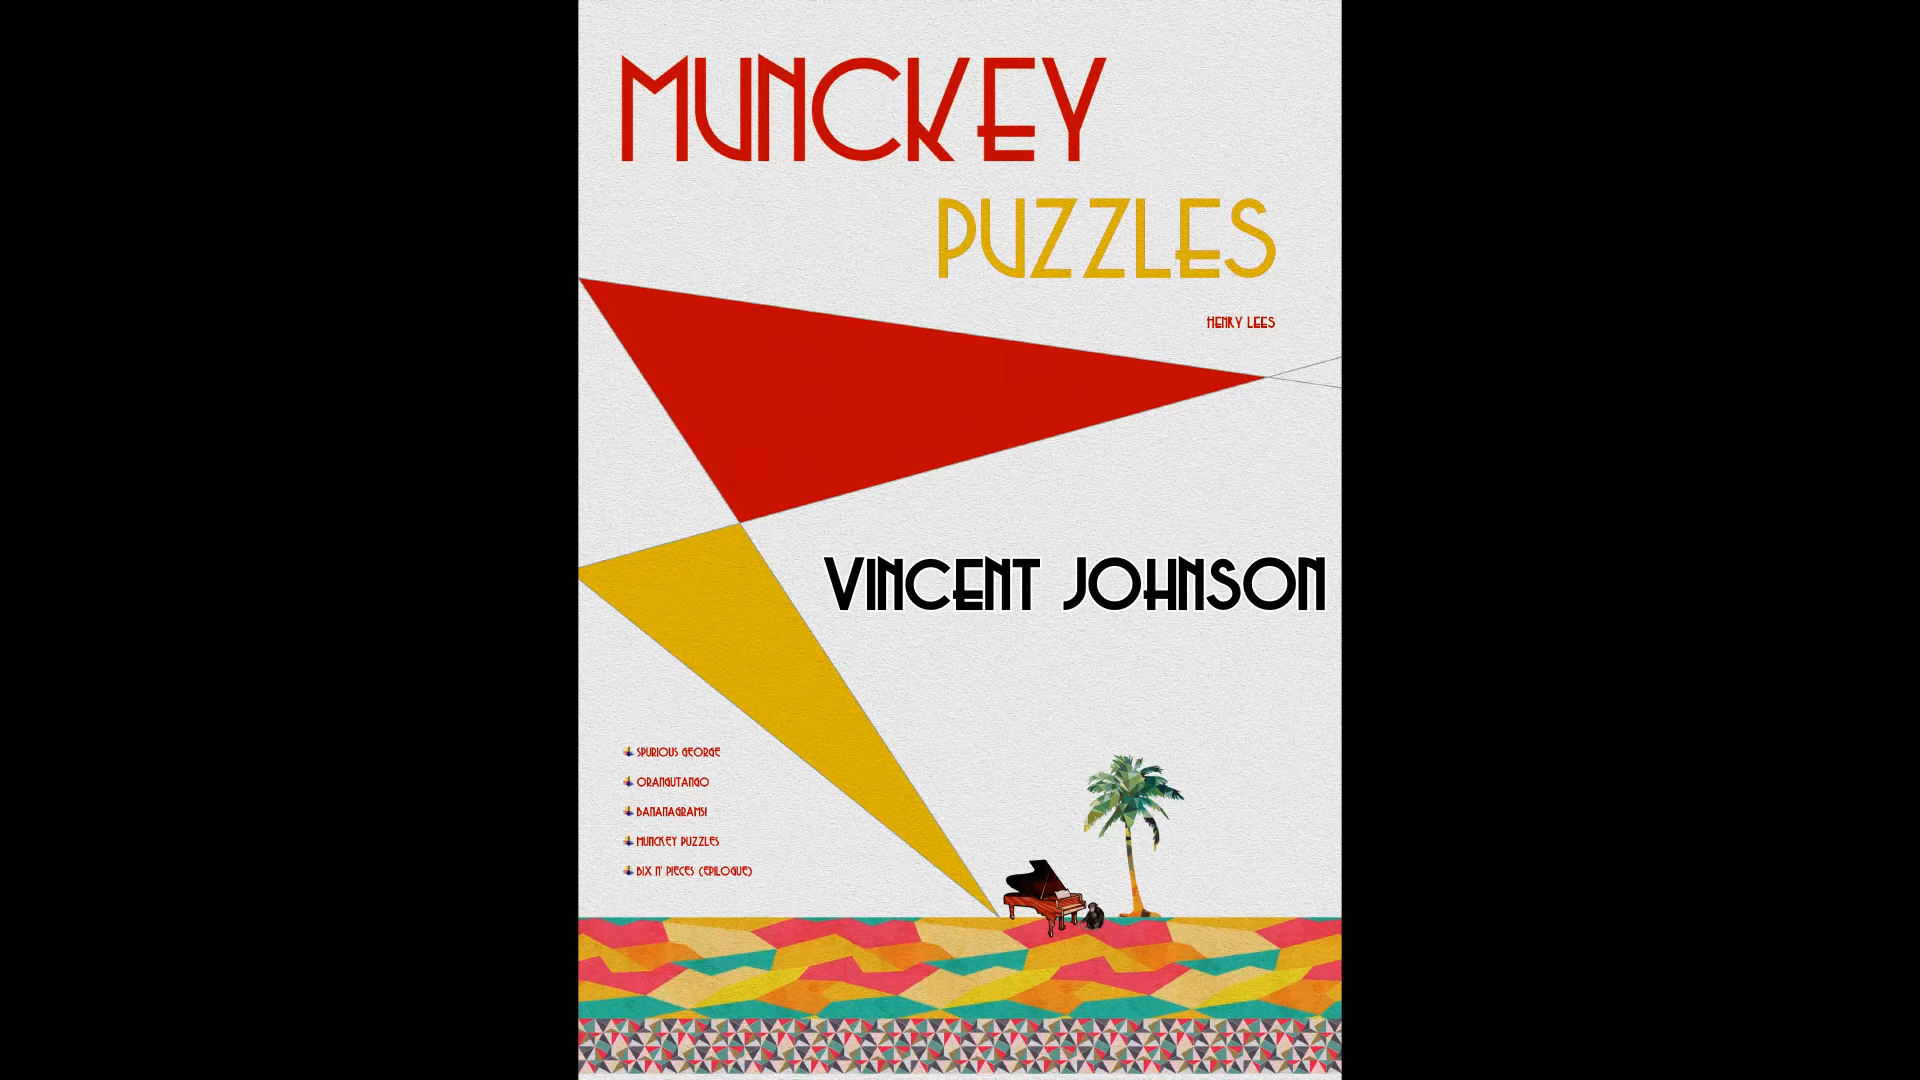 MUNCKEY
PUZZLES
HENRY LEES
VINCENT JOHNSON
SPURIOUS GEORGE
ORANGUTANGO
BANANAGRAMS!
MUNCKEY PUZZLES
BIX N' PIECES (EPILOGUE)